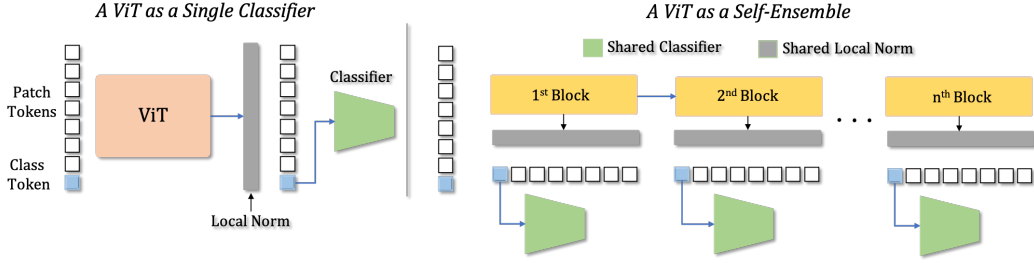 A ViT as a Single Classifier
Patch
Tokens
Class
Token
ViT
Local Norm
Classifier
A ViT as a Self-Ensemble
Shared Classifier
Shared Local Norm
1st Block
2nd Block
. . .
nth Block